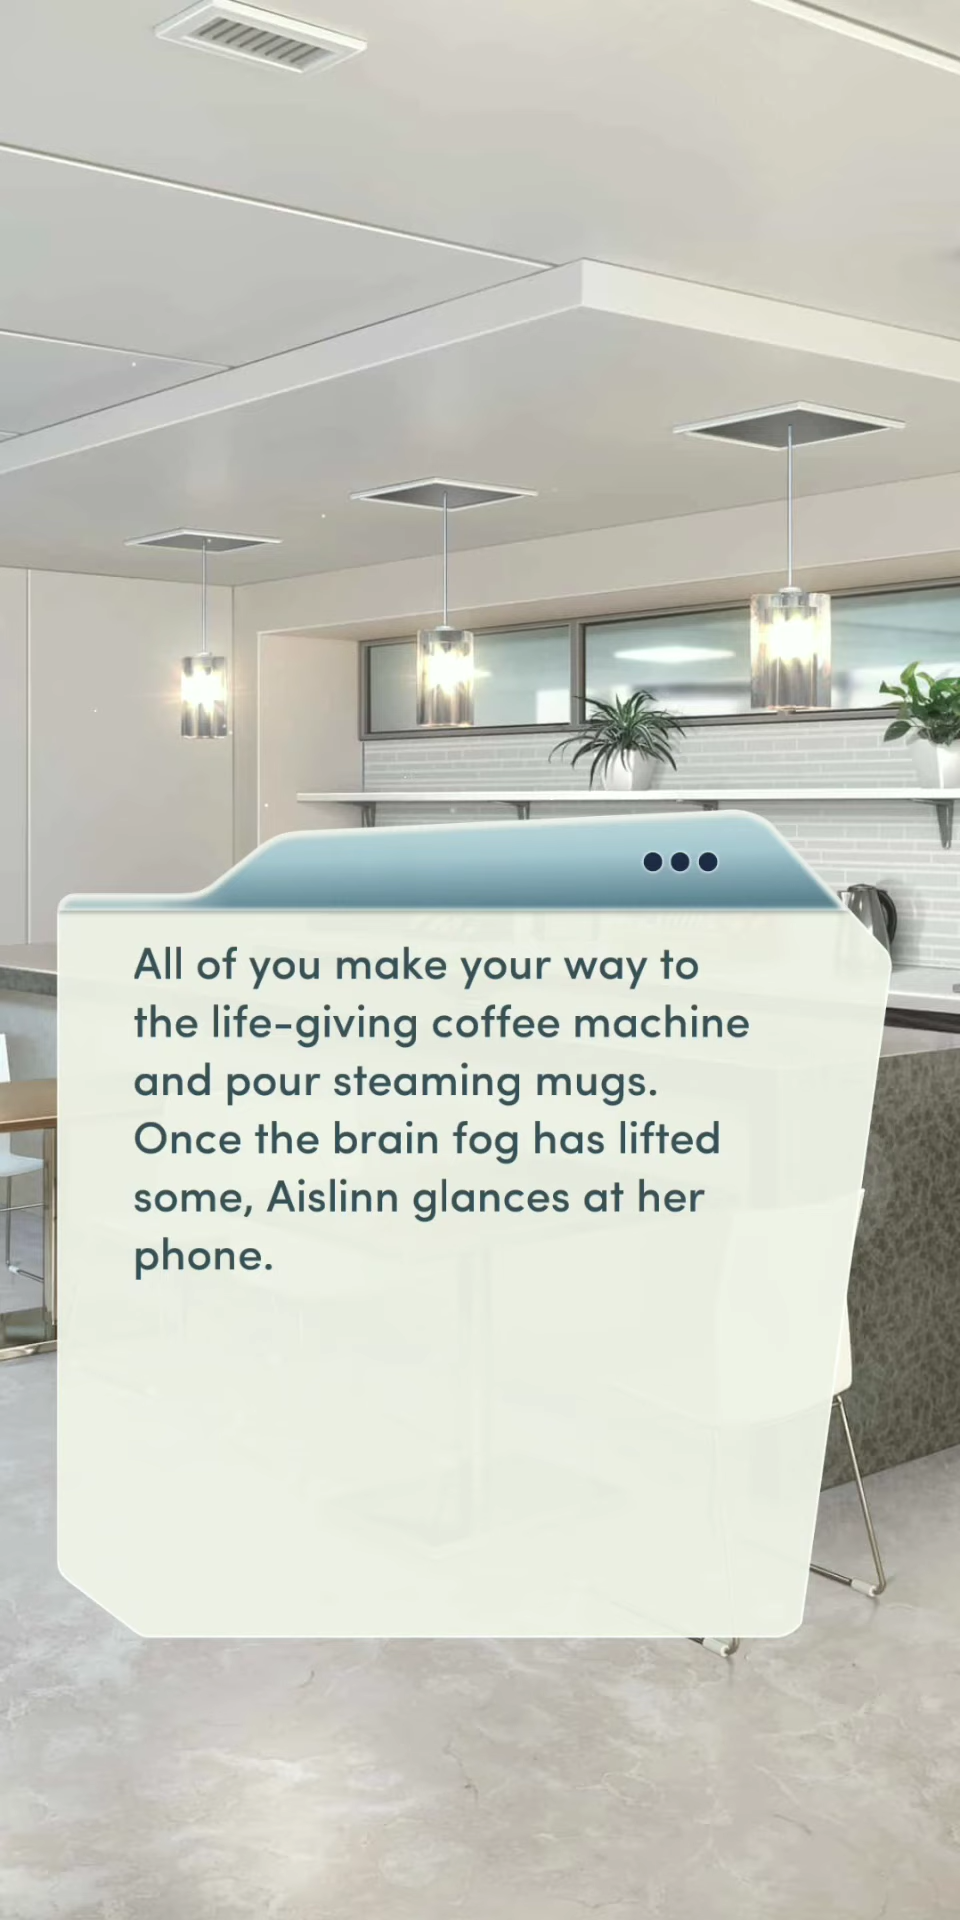 All of you make your way to
the life-giving coffee machine
and pour steaming mugs.
Once the brain fog has lifted
some, Aislinn glances at her
phone.